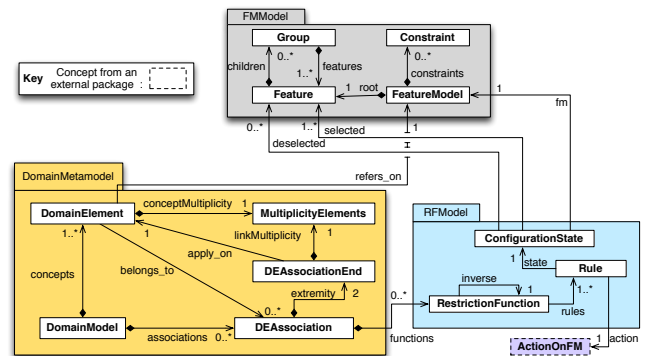 FMModel
Group
Constraint
0..*
0..*
children
features
1..*
constraints
Key
Concept from an
external package :
1
root
1
Feature
FeatureModel
0..*
1..*
selected
1
fm
deselected
DomainMetamodel
refers_on
RFModel
conceptMultiplicity
DomainElement
1
MultiplicityElements
1..*
1
linkMultiplicity
1
ConfigurationState
apply_on
1
state
concepts
belongs_to
DEAssociationEnd
Rule
extremity
2
inverse
0..*
0..*
1
1..*
RestrictionFunction
DomainModel
DEAssociation
rules
associations
0..*
functions
1
action
ActionOnFM